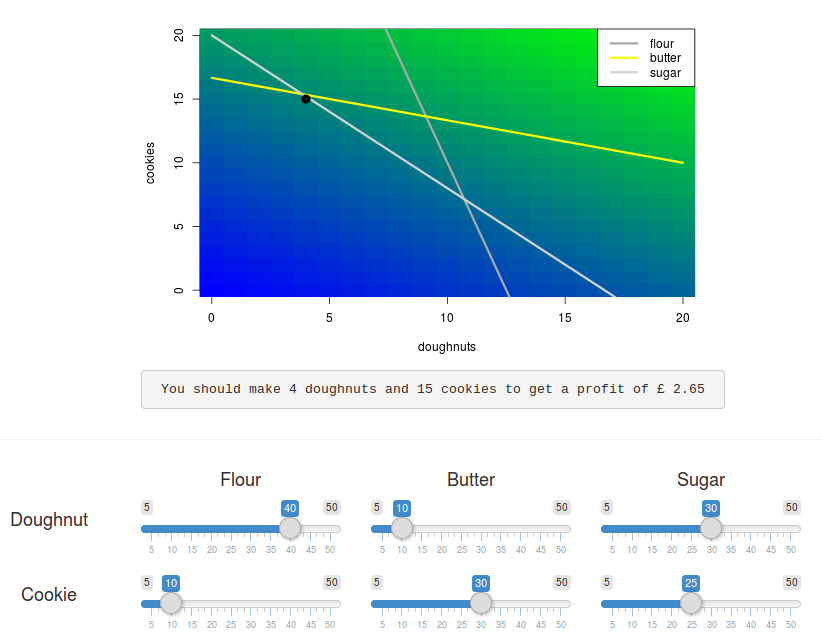 20
15
10
5
0
cookies
flour
butter
sugar
0 5 10 15 20
doughnuts
You should make 4 doughnuts and 15 cookies to get a profit of £ 2.65
Flour Butter Sugar
Doughnut
5 40 50 5 10 50 5 30 50
5 10 15 20 25 30 35 40 45 50 5 10 15 20 25 30 35 40 45 50 5 10 15 20 25 30 35 40 45 50
Cookie
5 10 50 5 30 50 5 25 50
5 10 15 20 25 30 35 40 45 50 5 10 15 20 25 30 35 40 45 50 5 10 15 20 25 30 35 40 45 50